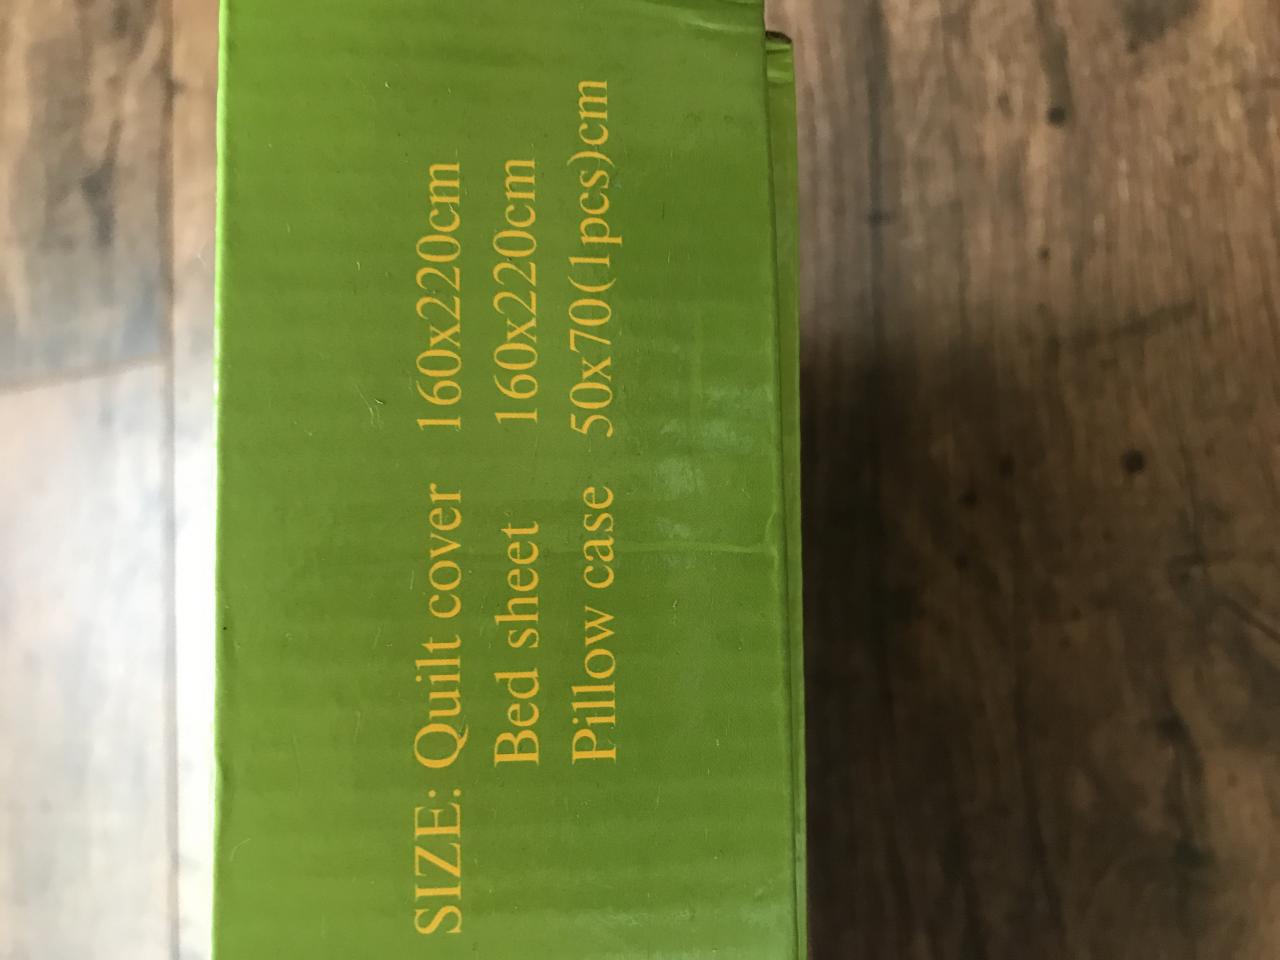 SIZE: Quilt cover 160x220cm
Bed sheet 160x220cm
Pillow case 50x70(1pcs)cm